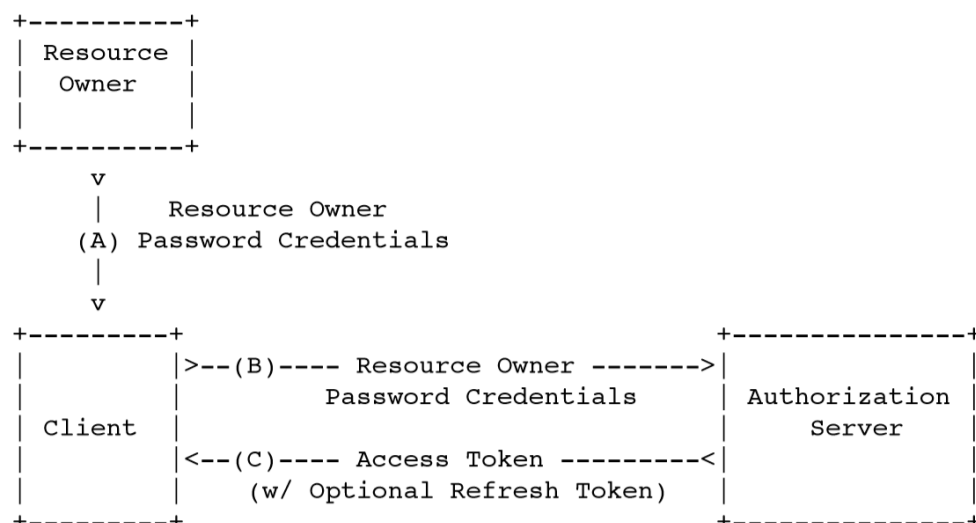 +----------+
| Resource |
|  Owner   |
|          |
+----------+
     v
     |    Resource Owner
    (A) Password Credentials
     |
     v
+---------+                                  +---------------+
|         |>--(B)---- Resource Owner ------->|               |
|         |         Password Credentials     | Authorization |
| Client  |                                  |     Server    |
|         |<--(C)---- Access Token ---------<|               |
|         |    (w/ Optional Refresh Token)   |               |
+---------+                                  +---------------+